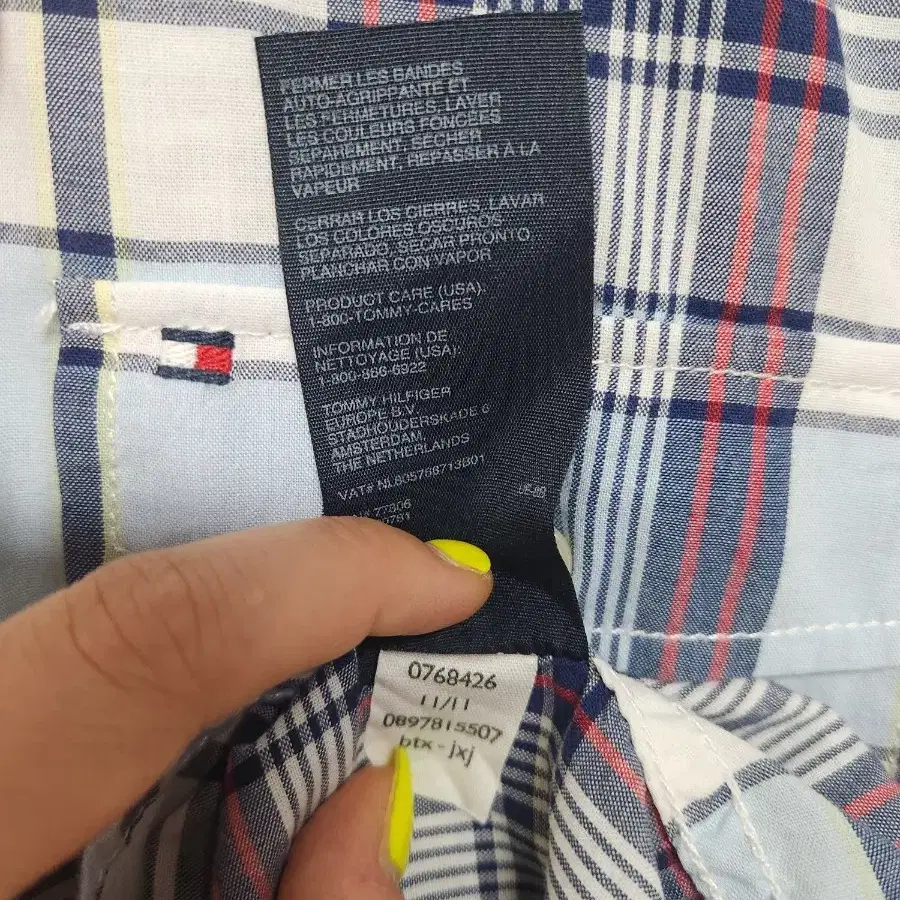 FERMER LES BANDES
AUTO-AGRIPPANTE ET
LES FERMETURES, LAVER
LES COULEURS FONCÉES
SÉPARÉMENT, SÉCHER
RAPIDEMENT, REPASSER À LA
VAPEUR
CERRAR LOS CIERRES, LAVAR
LOS COLORES OSCUROS
SEPARADO, SECAR PRONTO,
PLANCHAR CON VAPOR
PRODUCT CARE (USA):
1-800-TOMMY-CARES
INFORMATION DE
NETTOYAGE (USA):
1-800-866-6922
TOMMY HILFIGER
EUROPE B.V.
STADHOUDERSKADE 6
AMSTERDAM,
THE NETHERLANDS
VAT# NL805788713B01
77806
0781
0768426
11/11
0897815507
btx - jxj